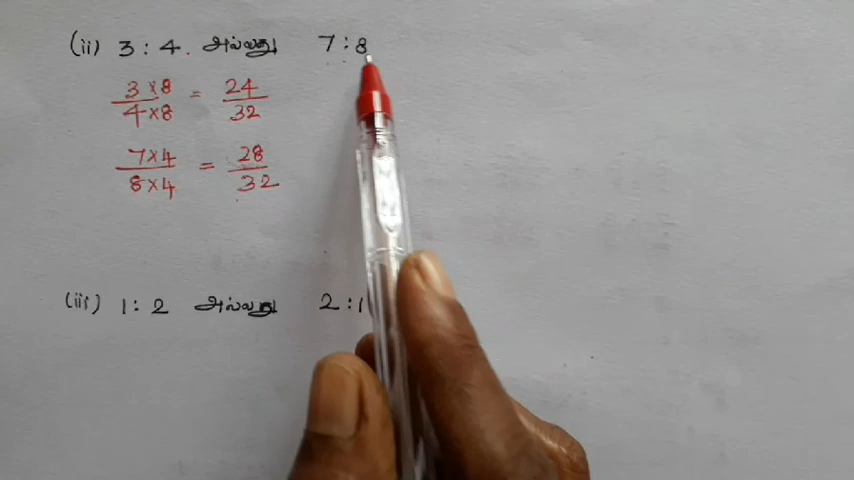 (ii) 3 : 4 . அல்லது 7 : 8
3 × 8 / 4 × 8 = 24 / 32
7 × 4 / 8 × 4 = 28 / 32
(iii) 1 : 2 அல்லது 2 : 1